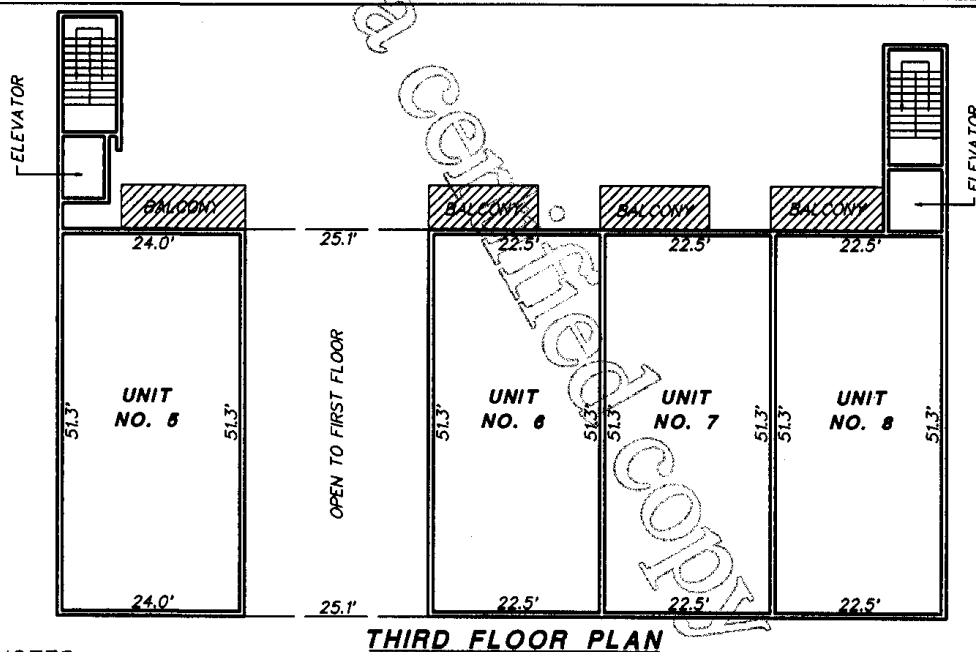 ELEVATOR
ELEVATOR
BALCONY
BALCONY
BALCONY
BALCONY
24.0'
25.1'
22.5'
22.5'
22.5'
UNIT
NO. 5
51.3'
51.3'
OPEN TO FIRST FLOOR
UNIT
NO. 6
51.3'
51.3'
UNIT
NO. 7
51.3'
51.3'
UNIT
NO. 8
51.3'
51.3'
24.0'
25.1'
22.5'
22.5'
22.5'
THIRD FLOOR PLAN
a certified copy